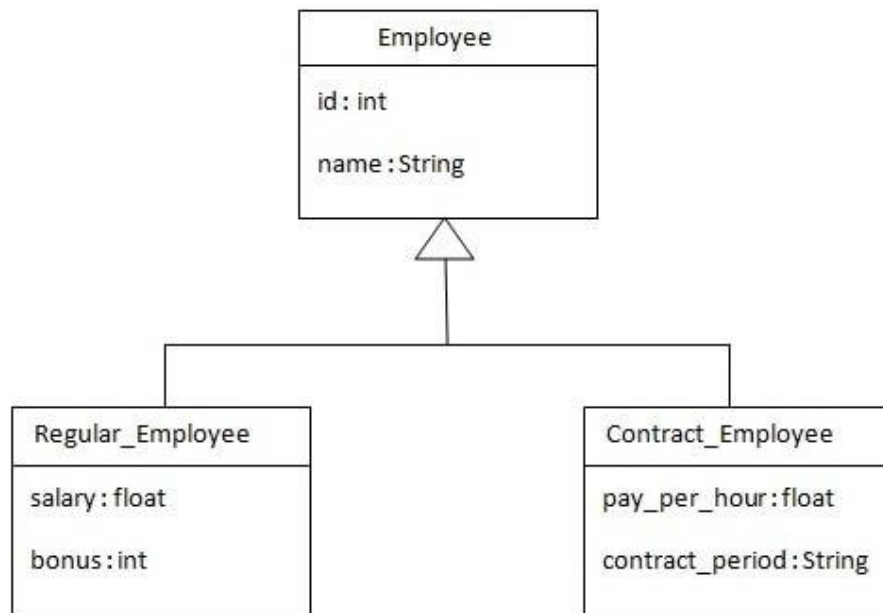 Employee
id : int
name : String
Regular_Employee
salary : float
bonus : int
Contract_Employee
pay_per_hour : float
contract_period : String